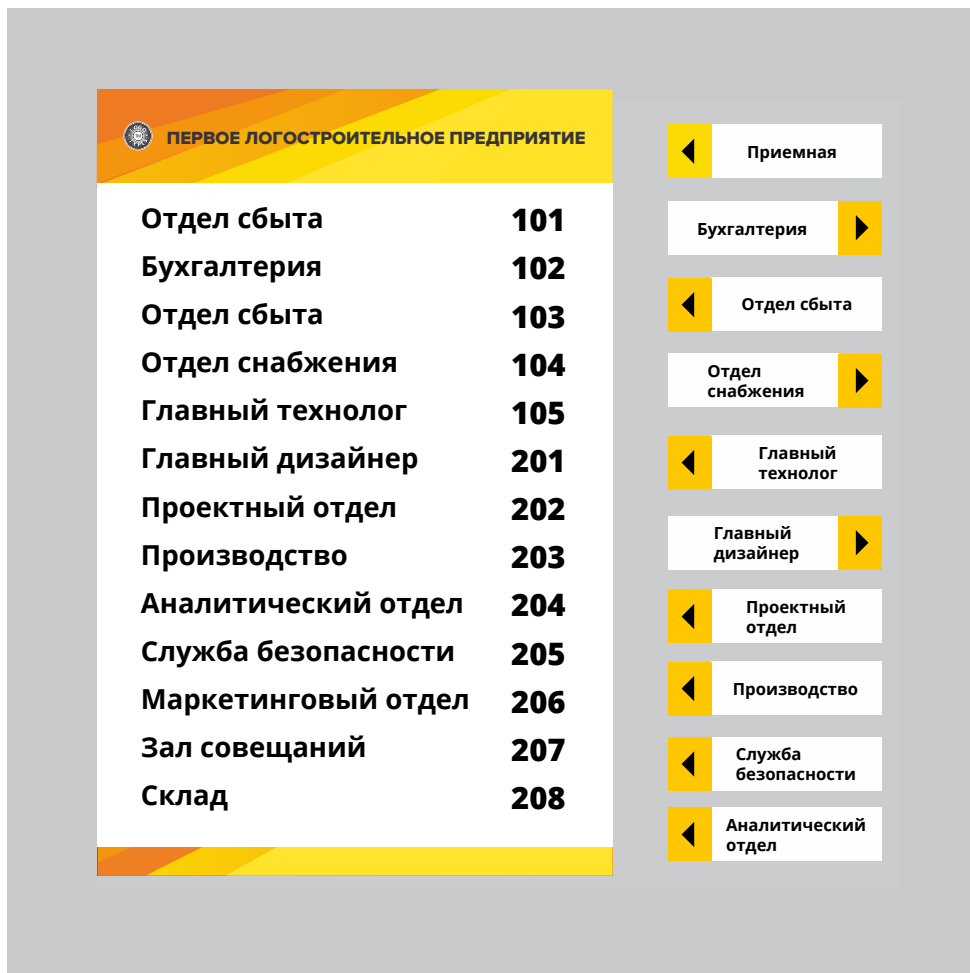 ПЕРВОЕ ЛОГОСТРОИТЕЛЬНОЕ ПРЕДПРИЯТИЕ
Отдел сбыта 101
Бухгалтерия 102
Отдел сбыта 103
Отдел снабжения 104
Главный технолог 105
Главный дизайнер 201
Проектный отдел 202
Производство 203
Аналитический отдел 204
Служба безопасности 205
Маркетинговый отдел 206
Зал совещаний 207
Склад 208
Приемная
Бухгалтерия
Отдел сбыта
Отдел
снабжения
Главный
технолог
Главный
дизайнер
Проектный
отдел
Производство
Служба
безопасности
Аналитический
отдел